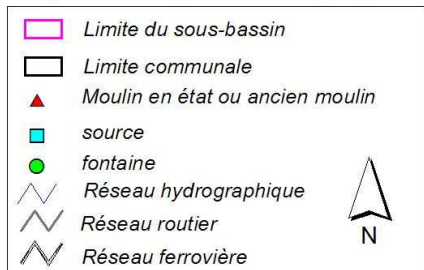 Limite du sous-bassin
Limite communale
Moulin en état ou ancien moulin
source
fontaine
Réseau hydrographique
Réseau routier
N
Réseau ferrovière